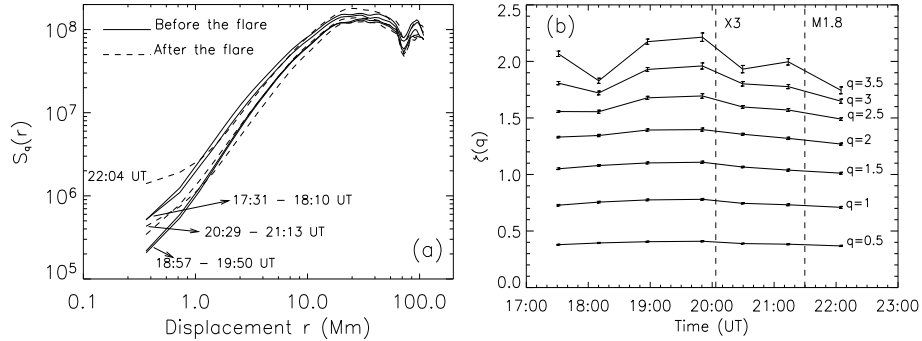 10^8
10^7
10^6
10^5
S_q(r)
Before the flare
After the flare
22:04 UT
17:31 – 18:10 UT
20:29 – 21:13 UT
18:57 – 19:50 UT
(a)
0.1 1.0 10.0 100.0
Displacement r (Mm)
(b)
X3
M1.8
2.5
2.0
1.5
1.0
0.5
0.0
ζ(q)
q=3.5
q=3
q=2.5
q=2
q=1.5
q=1
q=0.5
17:00 18:00 19:00 20:00 21:00 22:00 23:00
Time (UT)